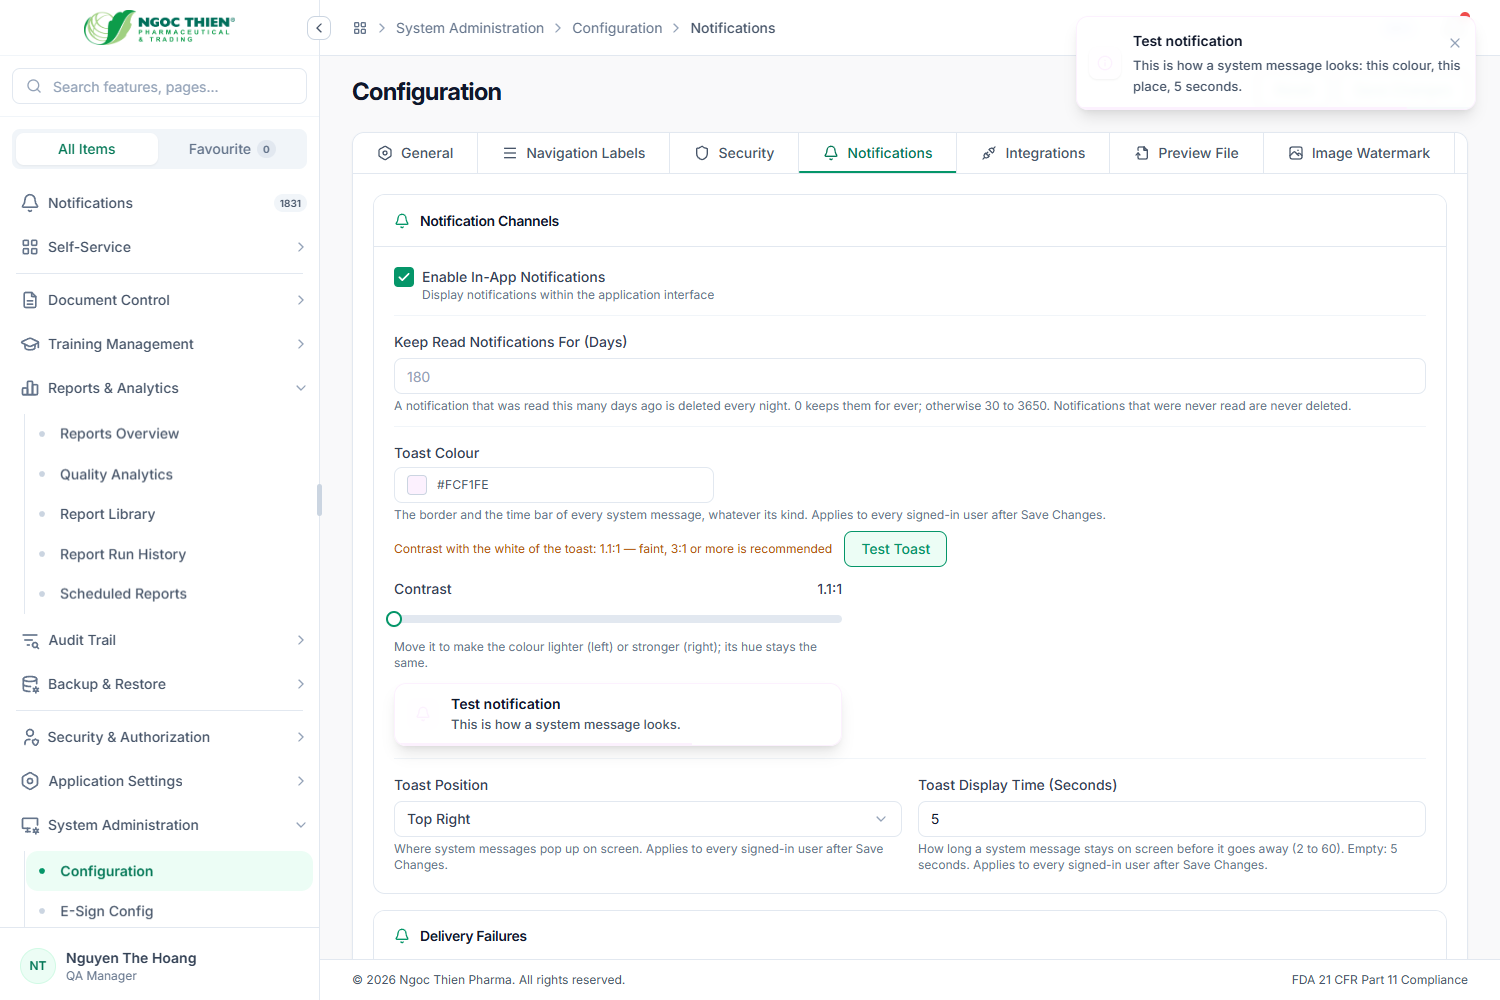 NGOC THIEN®
PHARMACEUTICAL
& TRADING
Search features, pages...
All Items
Favourite 0
Notifications 1831
Self-Service
Document Control
Training Management
Reports & Analytics
Reports Overview
Quality Analytics
Report Library
Report Run History
Scheduled Reports
Audit Trail
Backup & Restore
Security & Authorization
Application Settings
System Administration
Configuration
E-Sign Config
NT
Nguyen The Hoang
QA Manager
System Administration > Configuration > Notifications
Test notification
This is how a system message looks: this colour, this
place, 5 seconds.
Configuration
General
Navigation Labels
Security
Notifications
Integrations
Preview File
Image Watermark
Notification Channels
Enable In-App Notifications
Display notifications within the application interface
Keep Read Notifications For (Days)
180
A notification that was read this many days ago is deleted every night. 0 keeps them for ever; otherwise 30 to 3650. Notifications that were never read are never deleted.
Toast Colour
#FCF1FE
The border and the time bar of every system message, whatever its kind. Applies to every signed-in user after Save Changes.
Contrast with the white of the toast: 1.1:1 — faint, 3:1 or more is recommended
Test Toast
Contrast 1.1:1
Move it to make the colour lighter (left) or stronger (right); its hue stays the
same.
Test notification
This is how a system message looks.
Toast Position
Top Right
Where system messages pop up on screen. Applies to every signed-in user after Save
Changes.
Toast Display Time (Seconds)
5
How long a system message stays on screen before it goes away (2 to 60). Empty: 5
seconds. Applies to every signed-in user after Save Changes.
Delivery Failures
© 2026 Ngoc Thien Pharma. All rights reserved.
FDA 21 CFR Part 11 Compliance